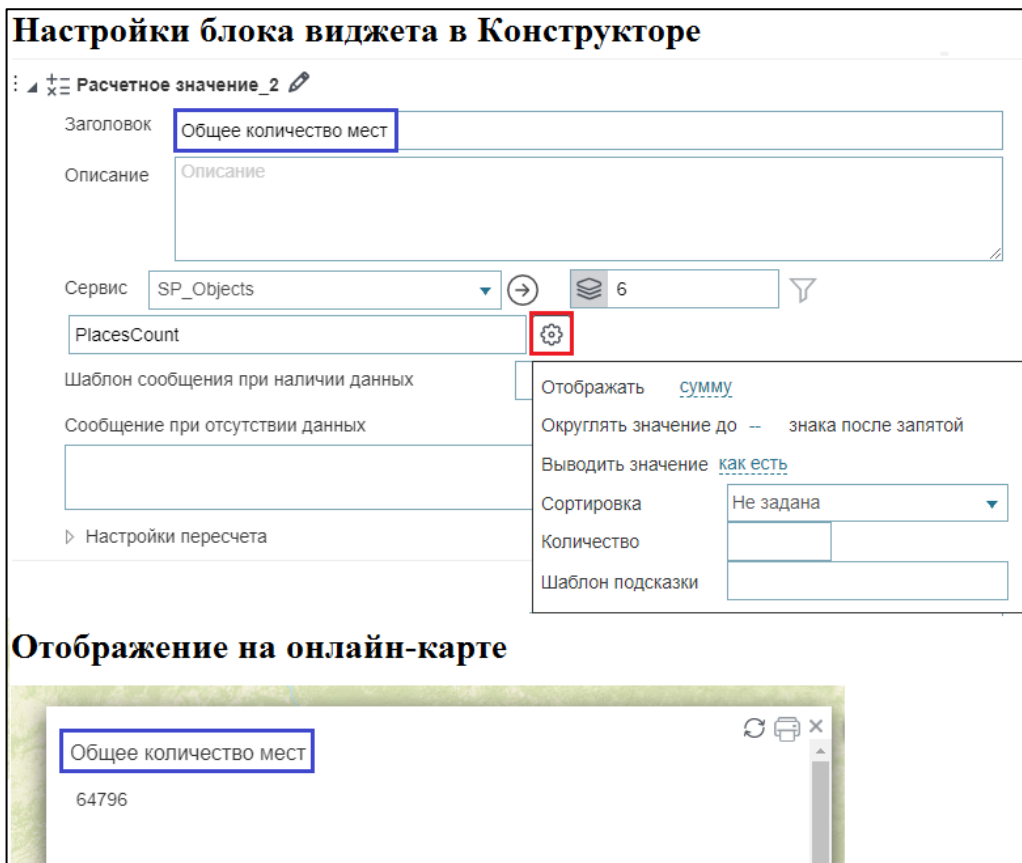 Настройки блока виджета в Конструкторе
Расчетное значение_2
Заголовок Общее количество мест
Описание Описание
Сервис SP_Objects 6
PlacesCount
Шаблон сообщения при наличии данных
Отображать сумму
Сообщение при отсутствии данных
Округлять значение до -- знака после запятой
Выводить значение как есть
Сортировка Не задана
Настройки пересчета
Количество
Шаблон подсказки
Отображение на онлайн-карте
Общее количество мест
64796